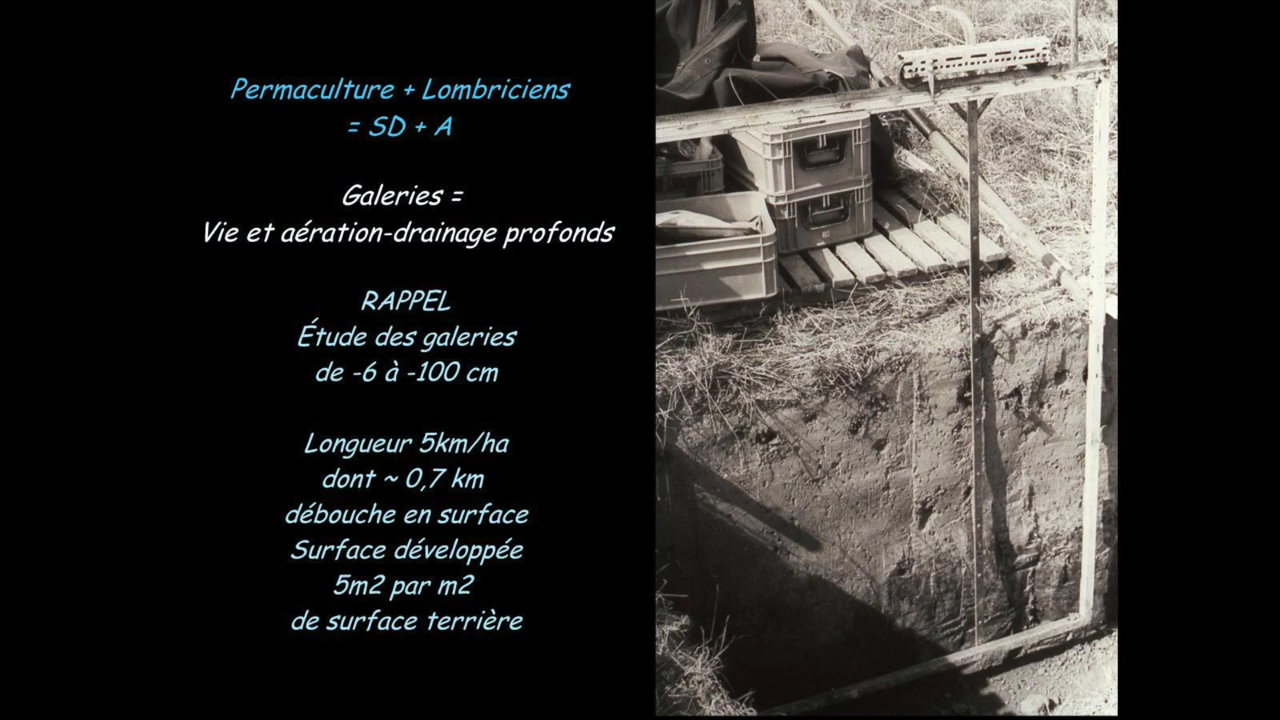 Permaculture + Lombriciens
= SD + A
Galeries =
Vie et aération-drainage profonds
RAPPEL
Étude des galeries
de -6 à -100 cm
Longueur 5km/ha
dont ~ 0,7 km
débouche en surface
Surface développée
5m2 par m2
de surface terrière